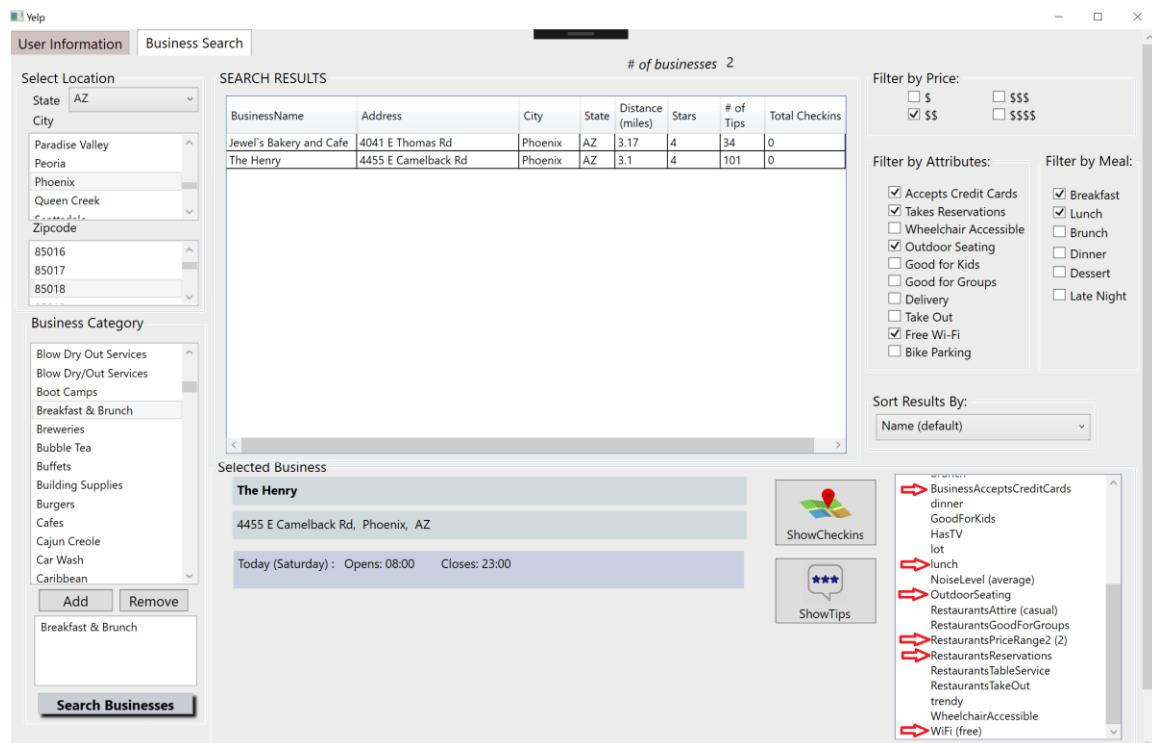 Yelp
User Information
Business Search
# of businesses 2
Select Location
State AZ
City
Paradise Valley
Peoria
Phoenix
Queen Creek
Zipcode
85016
85017
85018
Business Category
Blow Dry Out Services
Blow Dry/Out Services
Boot Camps
Breakfast & Brunch
Breweries
Bubble Tea
Buffets
Building Supplies
Burgers
Cafes
Cajun Creole
Car Wash
Caribbean
Add
Remove
Breakfast & Brunch
Search Businesses
SEARCH RESULTS
BusinessName Address City State Distance (miles) Stars # of Tips Total Checkins
Jewel`s Bakery and Cafe 4041 E Thomas Rd Phoenix AZ 3.17 4 34 0
The Henry 4455 E Camelback Rd Phoenix AZ 3.1 4 101 0
Filter by Price:
$ $$$
$$ $$$$
Filter by Attributes:
Accepts Credit Cards
Takes Reservations
Wheelchair Accessible
Outdoor Seating
Good for Kids
Good for Groups
Delivery
Take Out
Free Wi-Fi
Bike Parking
Filter by Meal:
Breakfast
Lunch
Brunch
Dinner
Dessert
Late Night
Sort Results By:
Name (default)
Selected Business
The Henry
4455 E Camelback Rd, Phoenix, AZ
Today (Saturday) : Opens: 08:00 Closes: 23:00
ShowCheckins
ShowTips
BusinessAcceptsCreditCards
dinner
GoodForKids
HasTV
lot
lunch
NoiseLevel (average)
OutdoorSeating
RestaurantsAttire (casual)
RestaurantsGoodForGroups
RestaurantsPriceRange2 (2)
RestaurantsReservations
RestaurantsTableService
RestaurantsTakeOut
trendy
WheelchairAccessible
WiFi (free)